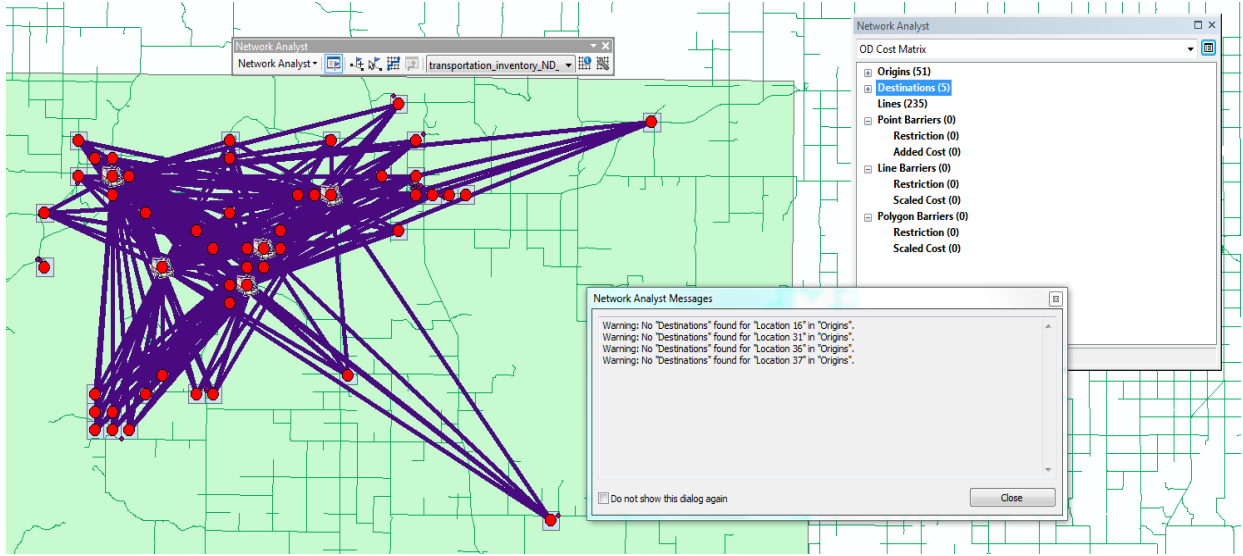 Network Analyst
Network Analyst
transportation_inventory_ND_
Network Analyst
OD Cost Matrix
Origins (51)
Destinations (5)
Lines (235)
Point Barriers (0)
Restriction (0)
Added Cost (0)
Line Barriers (0)
Restriction (0)
Scaled Cost (0)
Polygon Barriers (0)
Restriction (0)
Scaled Cost (0)
Network Analyst Messages
Warning: No "Destinations" found for "Location 16" in "Origins".
Warning: No "Destinations" found for "Location 31" in "Origins".
Warning: No "Destinations" found for "Location 36" in "Origins".
Warning: No "Destinations" found for "Location 37" in "Origins".
Do not show this dialog again
Close